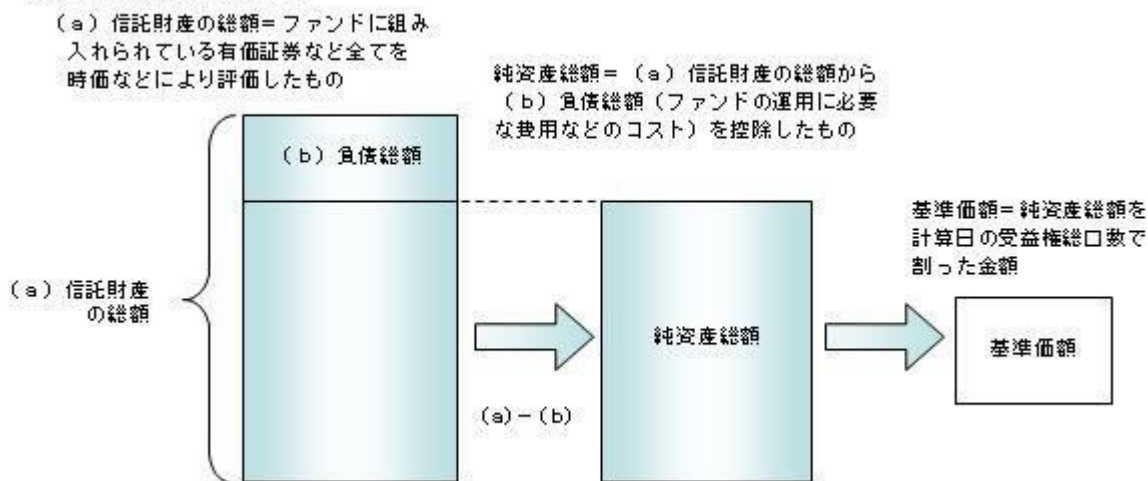 (a)信託財産の総額=ファンドに組み
入れられている有価証券など全てを
時価などにより評価したもの
純資産総額=(a)信託財産の総額から
(b)負債総額(ファンドの運用に必要
な費用などのコスト)を控除したもの
(b)負債総額
基準価額=純資産総額を
計算日の受益権総口数で
割った金額
(a)信託財産
の総額
純資産総額
基準価額
(a)-(b)